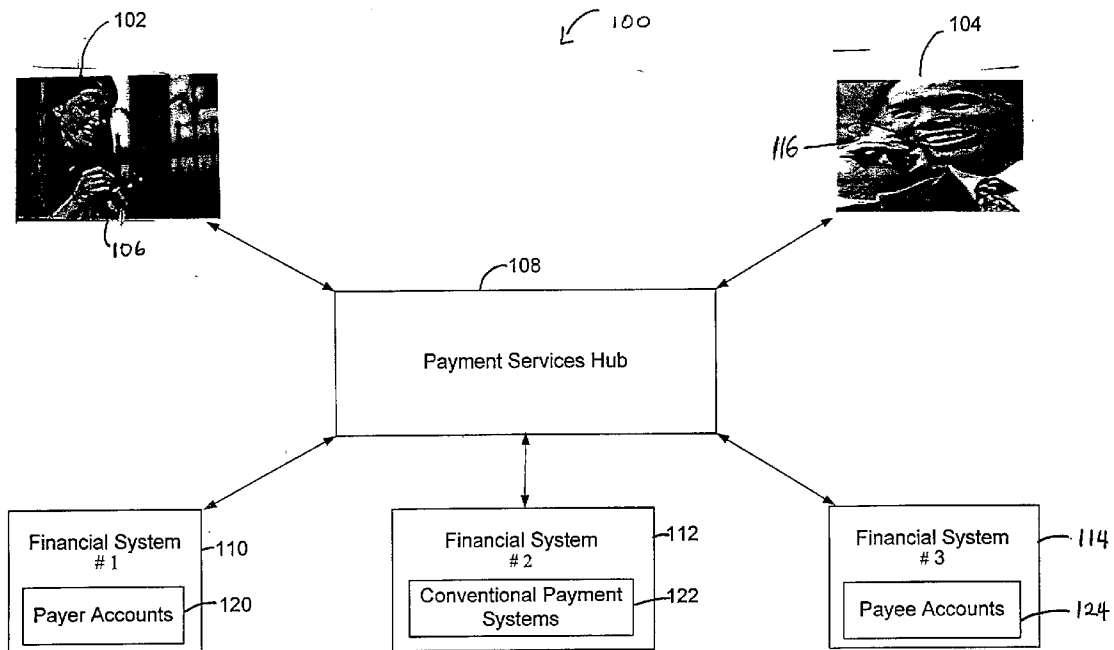 102
100
104
116
106
108
Payment Services Hub
Financial System
# 1
110
Payer Accounts
120
Financial System
# 2
112
Conventional Payment
Systems
122
Financial System
# 3
114
Payee Accounts
124